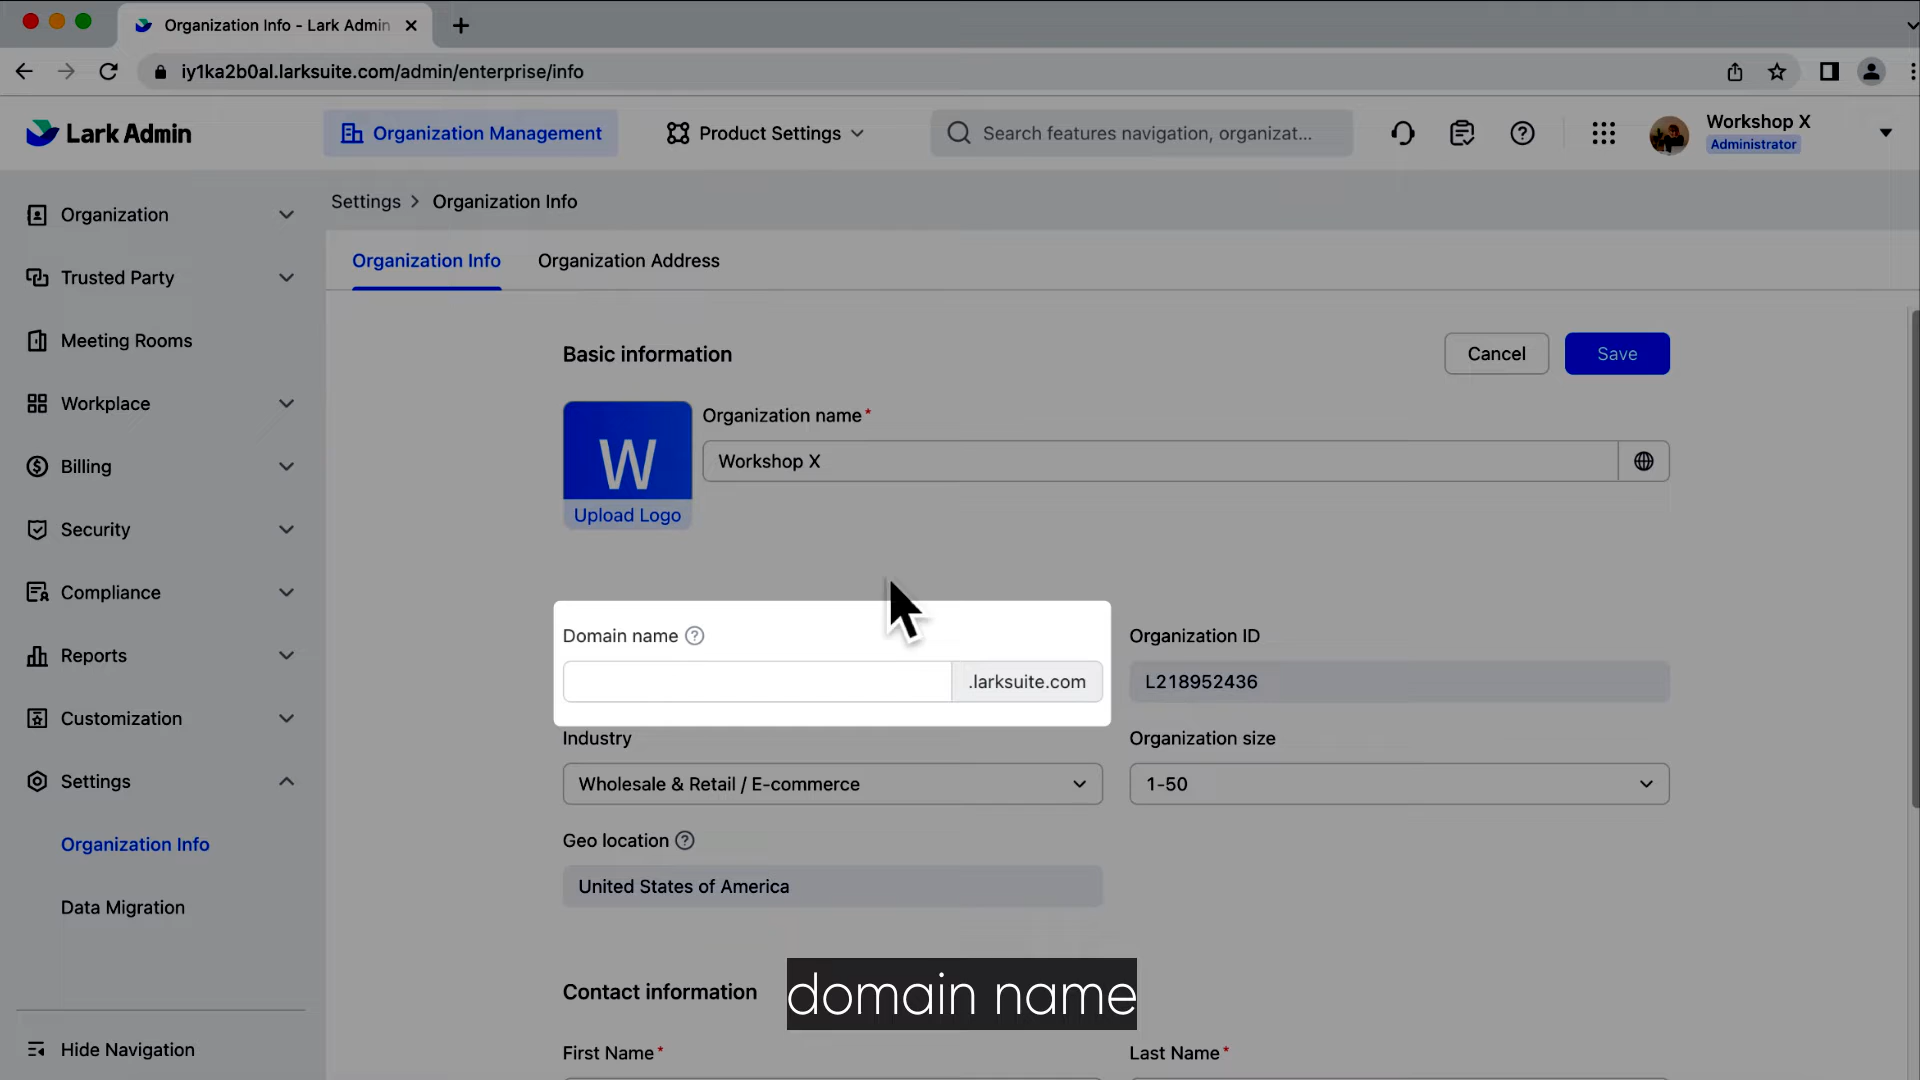 Organization Info - Lark Admin
iy1ka2b0al.larksuite.com/admin/enterprise/info
Lark Admin
Organization Management
Product Settings
Search features navigation, organizat...
Workshop X
Administrator
Organization
Trusted Party
Meeting Rooms
Workplace
Billing
Security
Compliance
Reports
Customization
Settings
Organization Info
Data Migration
Hide Navigation
Settings > Organization Info
Organization Info
Organization Address
Basic information
Cancel
Save
W
Upload Logo
Organization name*
Workshop X
Domain name
.larksuite.com
Organization ID
L218952436
Industry
Wholesale & Retail / E-commerce
Organization size
1-50
Geo location
United States of America
Contact information
domain name
First Name*
Last Name*